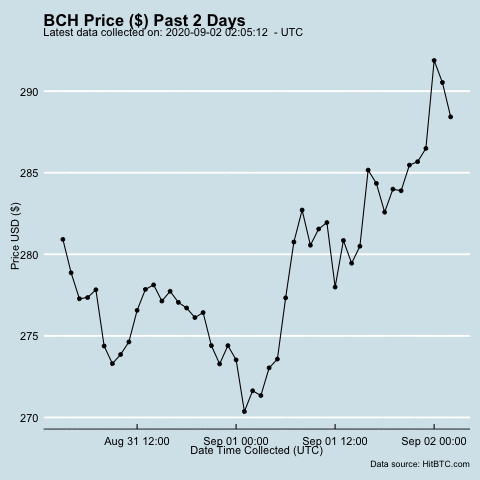 BCH Price ($) Past 2 Days
Latest data collected on: 2020-09-02 02:05:12 - UTC
290
285
280
275
270
Price USD ($)
Aug 31 12:00 Sep 01 00:00 Sep 01 12:00 Sep 02 00:00
Date Time Collected (UTC)
Data source: HitBTC.com